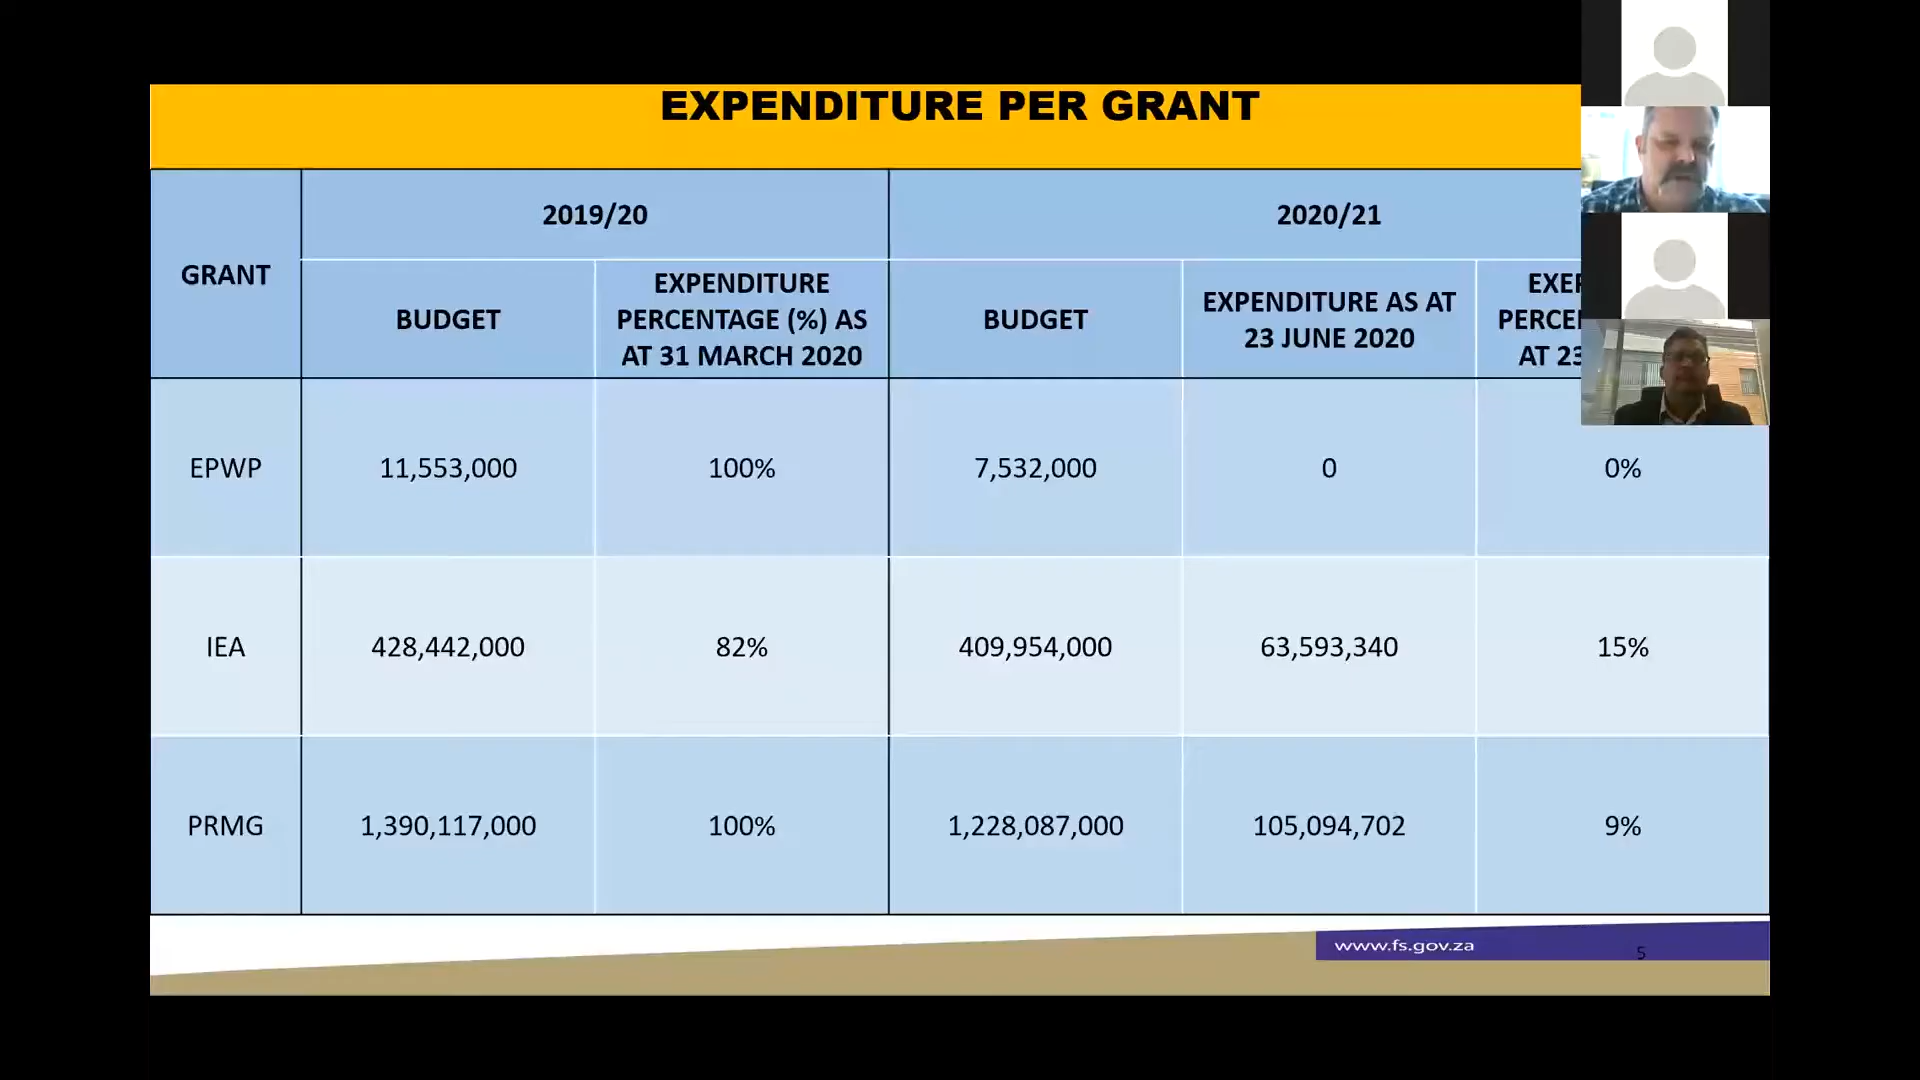 EXPENDITURE PER GRANT
GRANT
2019/20
2020/21
BUDGET
EXPENDITURE
PERCENTAGE (%) AS
AT 31 MARCH 2020
BUDGET
EXPENDITURE AS AT
23 JUNE 2020
AT 23
EPWP 11,553,000 100% 7,532,000 0 0%
IEA 428,442,000 82% 409,954,000 63,593,340 15%
PRMG 1,390,117,000 100% 1,228,087,000 105,094,702 9%
www.fs.gov.za
5